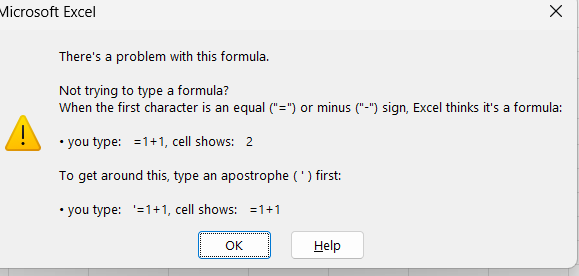 Microsoft Excel
There's a problem with this formula.
Not trying to type a formula?
When the first character is an equal ("=") or minus ("-") sign, Excel thinks it's a formula:
• you type:   =1+1, cell shows:   2
To get around this, type an apostrophe ( ' ) first:
• you type:   '=1+1, cell shows:   =1+1
OK
Help